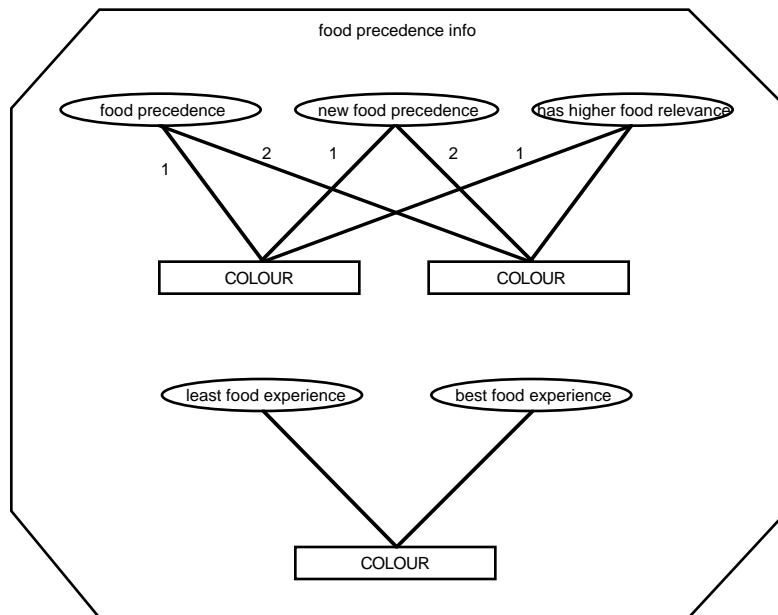 food precedence info
food precedence
new food precedence
has higher food relevance
1
2
1
2
1
COLOUR
COLOUR
least food experience
best food experience
COLOUR